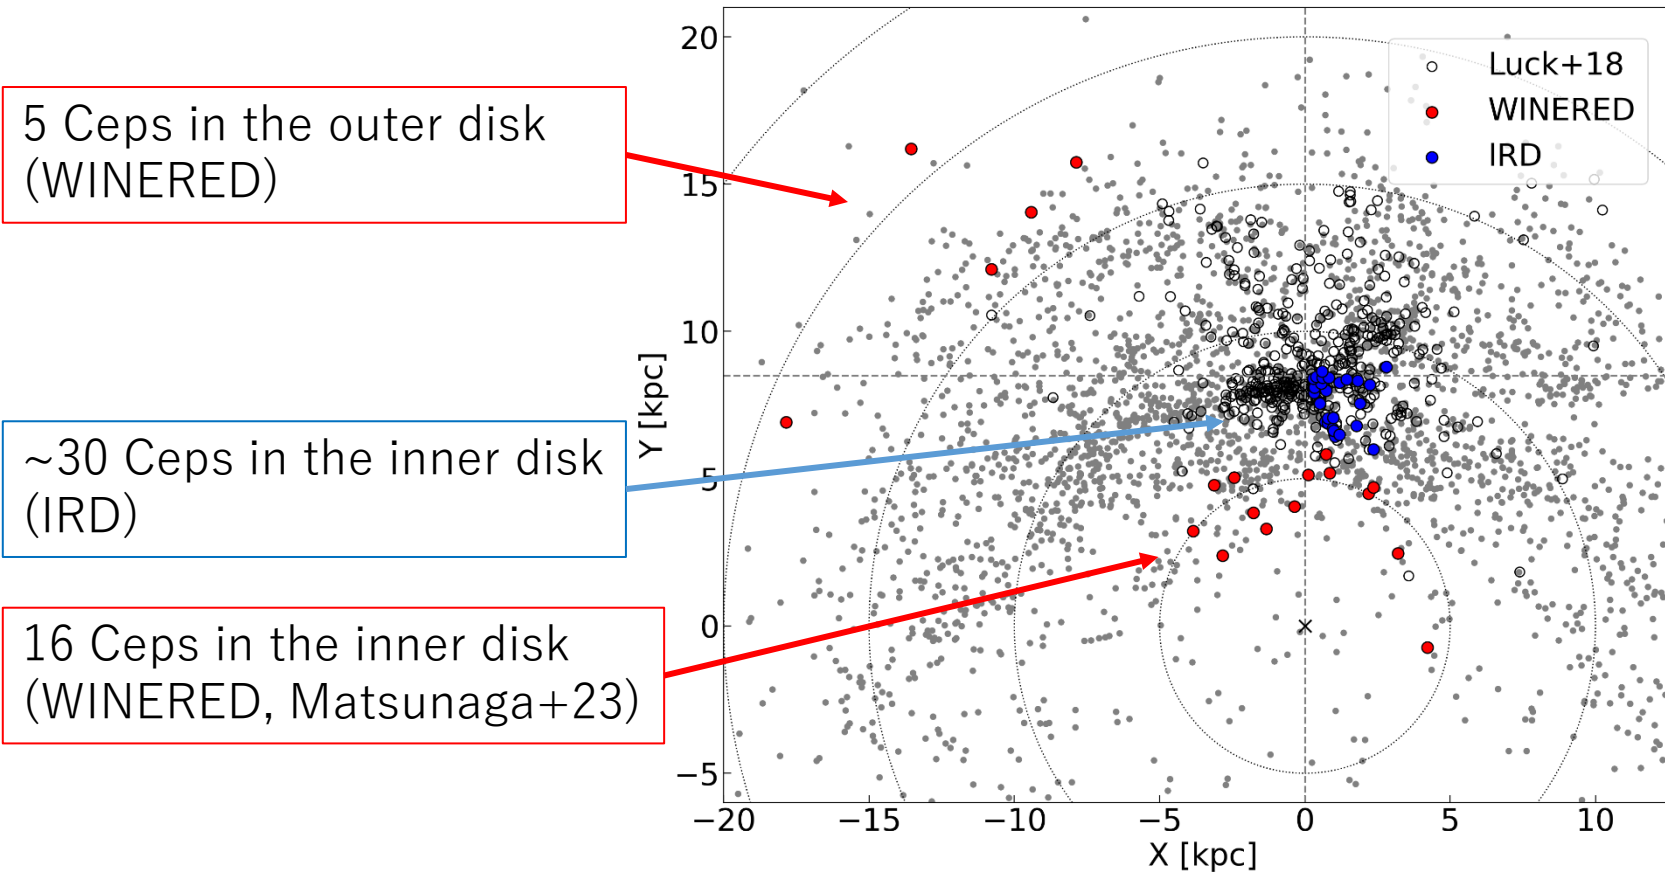 5 Ceps in the outer disk
(WINERED)
~30 Ceps in the inner disk
(IRD)
16 Ceps in the inner disk
(WINERED, Matsunaga+23)
Luck+18
WINERED
IRD
20
15
10
5
0
−5
Y [kpc]
−20
−15
−10
−5
0
5
10
X [kpc]